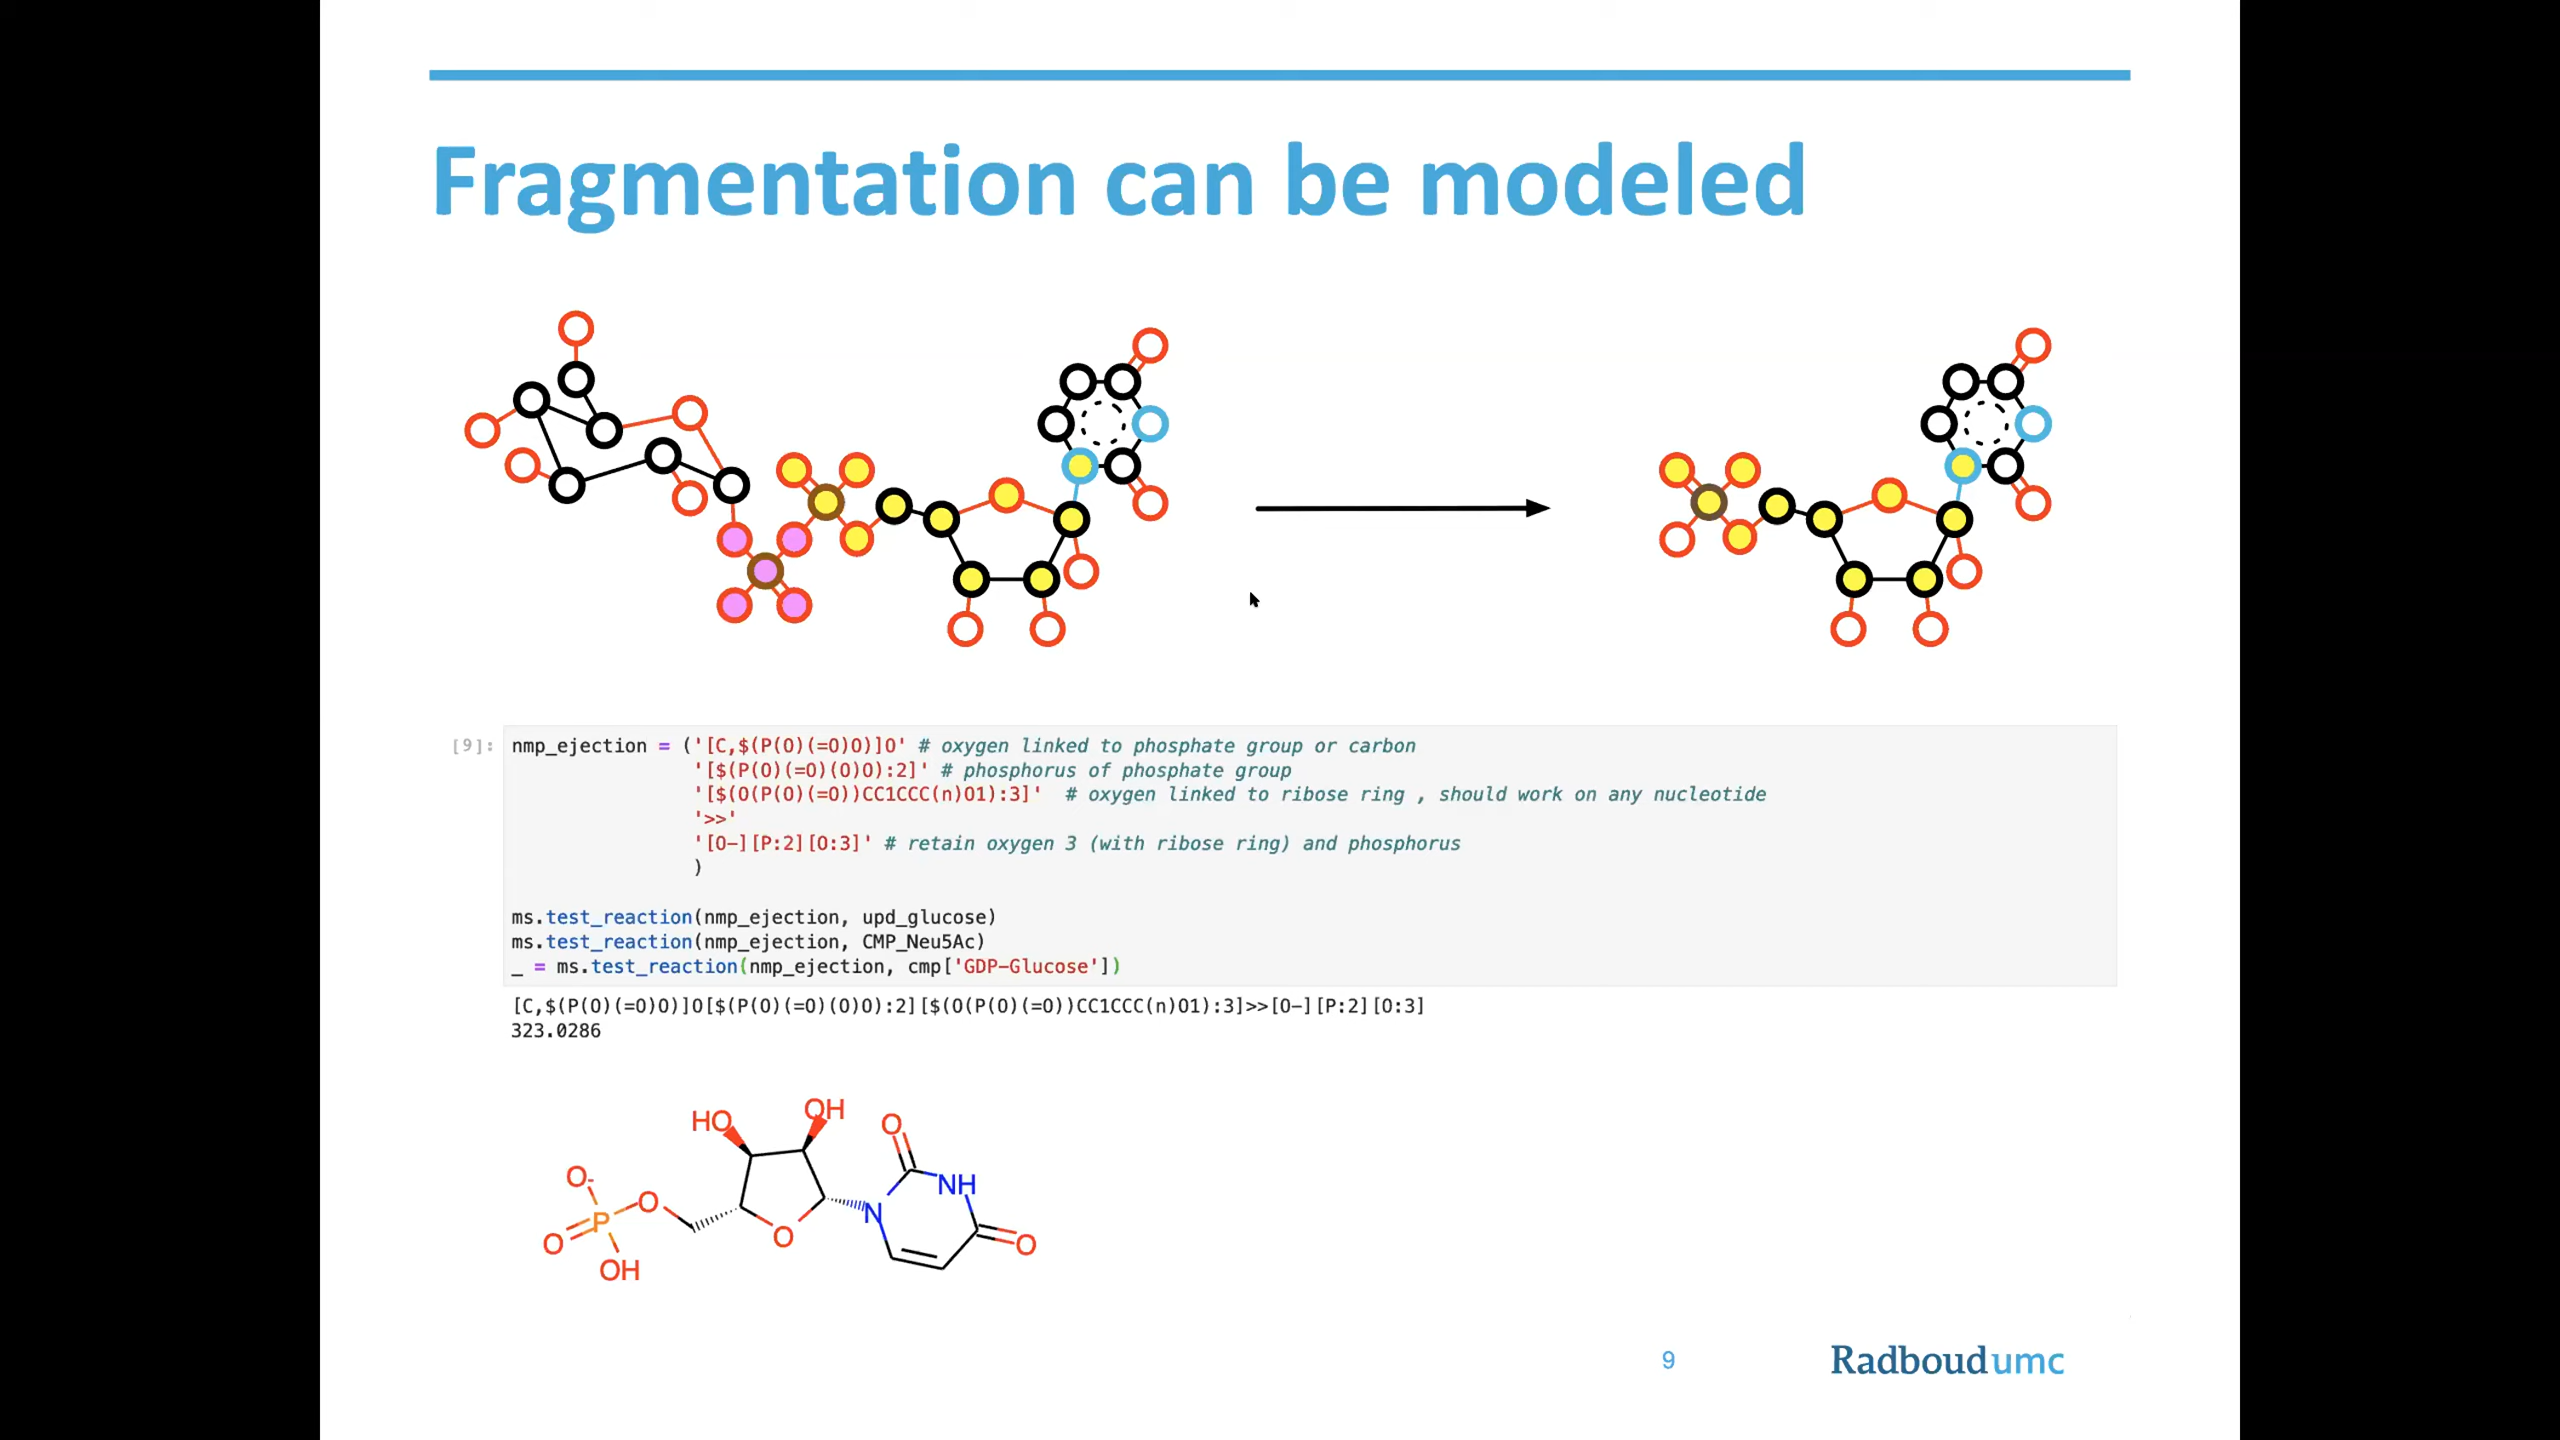 Fragmentation can be modeled
[9]: nmp_ejection = ('[C,$(P(O)(=O)O)]O' # oxygen linked to phosphate group or carbon
'[$(P(O)(=O)(O)O):2]' # phosphorus of phosphate group
'[$(O(P(O)(=O))CC1CCC(n)O1):3]' # oxygen linked to ribose ring , should work on any nucleotide
'>>'
'[O-][P:2][O:3]' # retain oxygen 3 (with ribose ring) and phosphorus
)
ms.test_reaction(nmp_ejection, upd_glucose)
ms.test_reaction(nmp_ejection, CMP_Neu5Ac)
_ = ms.test_reaction(nmp_ejection, cmp['GDP-Glucose'])
[C,$(P(O)(=O)O)]O[$(P(O)(=O)(O)O):2][$(O(P(O)(=O))CC1CCC(n)O1):3]>>[O-][P:2][O:3]
323.0286
HO OH O
O- O NH
P N
O O O
OH
9 Radboudumc